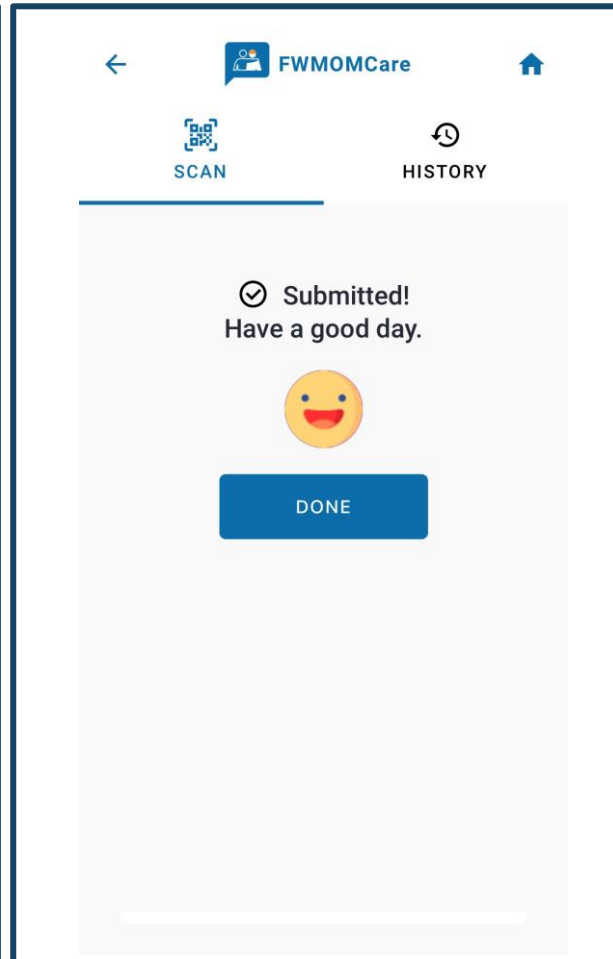 FWMOMCare
SCAN
HISTORY
Submitted!
Have a good day.
DONE